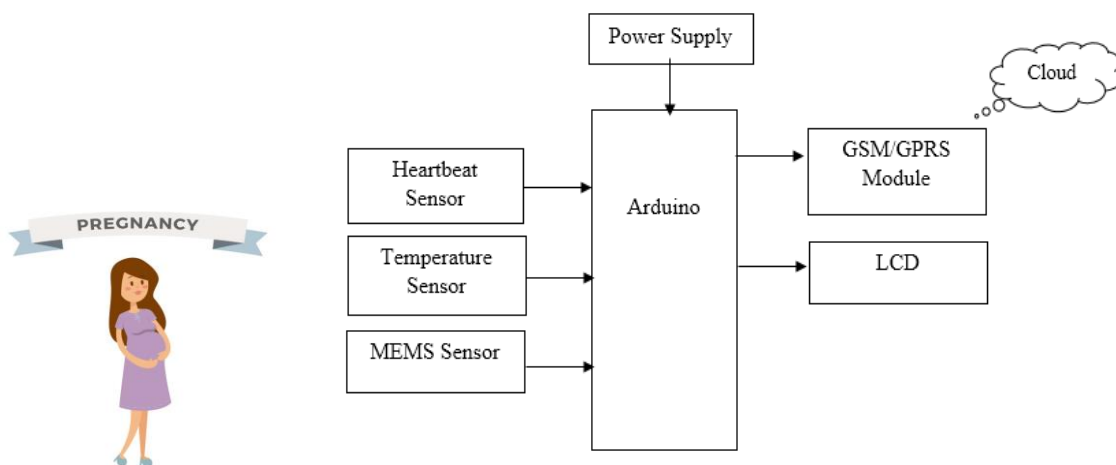 Power Supply
Cloud
Heartbeat
Sensor
GSM/GPRS
Module
Arduino
PREGNANCY
Temperature
Sensor
LCD
MEMS Sensor